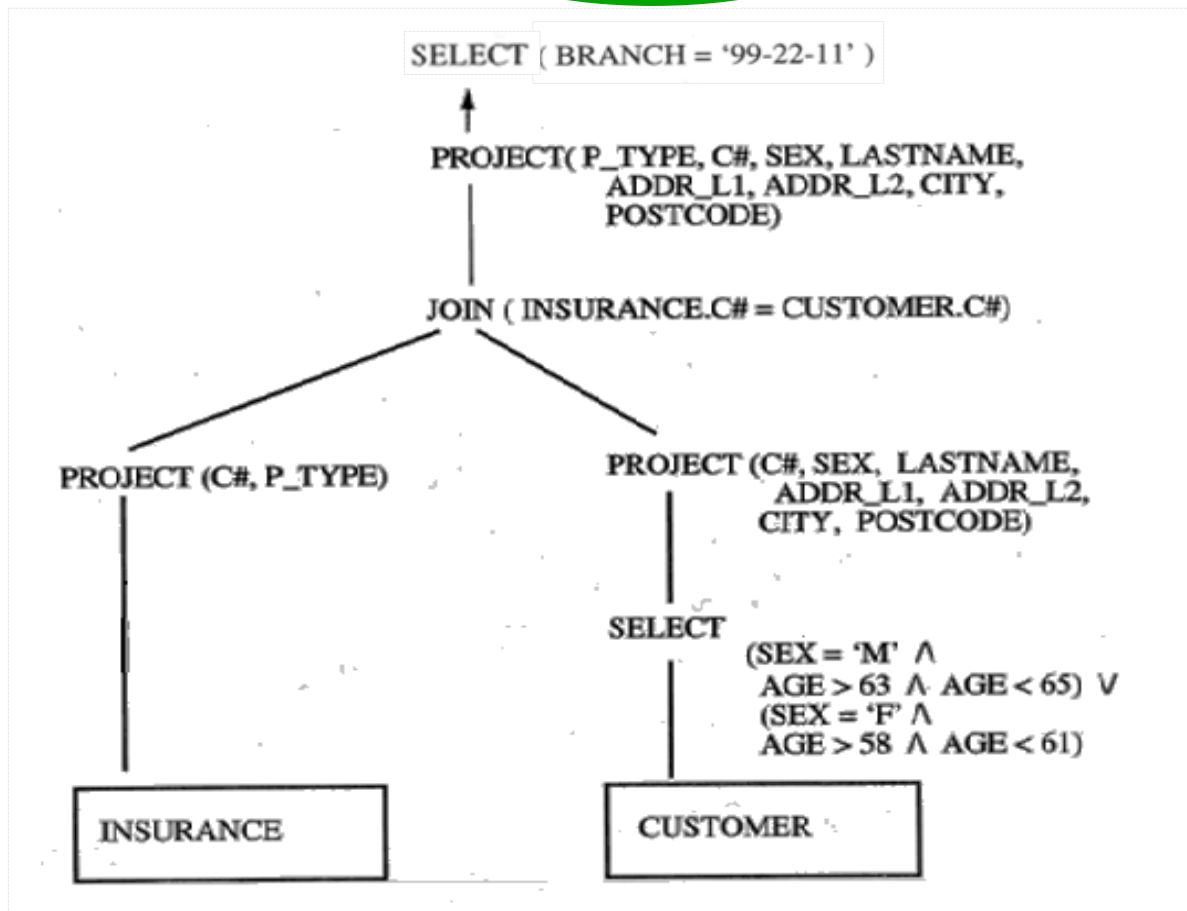 SELECT ( BRANCH = ‘99-22-11’ )
PROJECT( P_TYPE, C#, SEX, LASTNAME,
ADDR_L1, ADDR_L2, CITY,
POSTCODE)
JOIN ( INSURANCE.C# = CUSTOMER.C#)
PROJECT (C#, P_TYPE)
PROJECT (C#, SEX, LASTNAME,
ADDR_L1, ADDR_L2,
CITY, POSTCODE)
SELECT
(SEX = ‘M’ Λ
AGE > 63 Λ AGE < 65) V
(SEX = ‘F’ Λ
AGE > 58 Λ AGE < 61)
INSURANCE
CUSTOMER